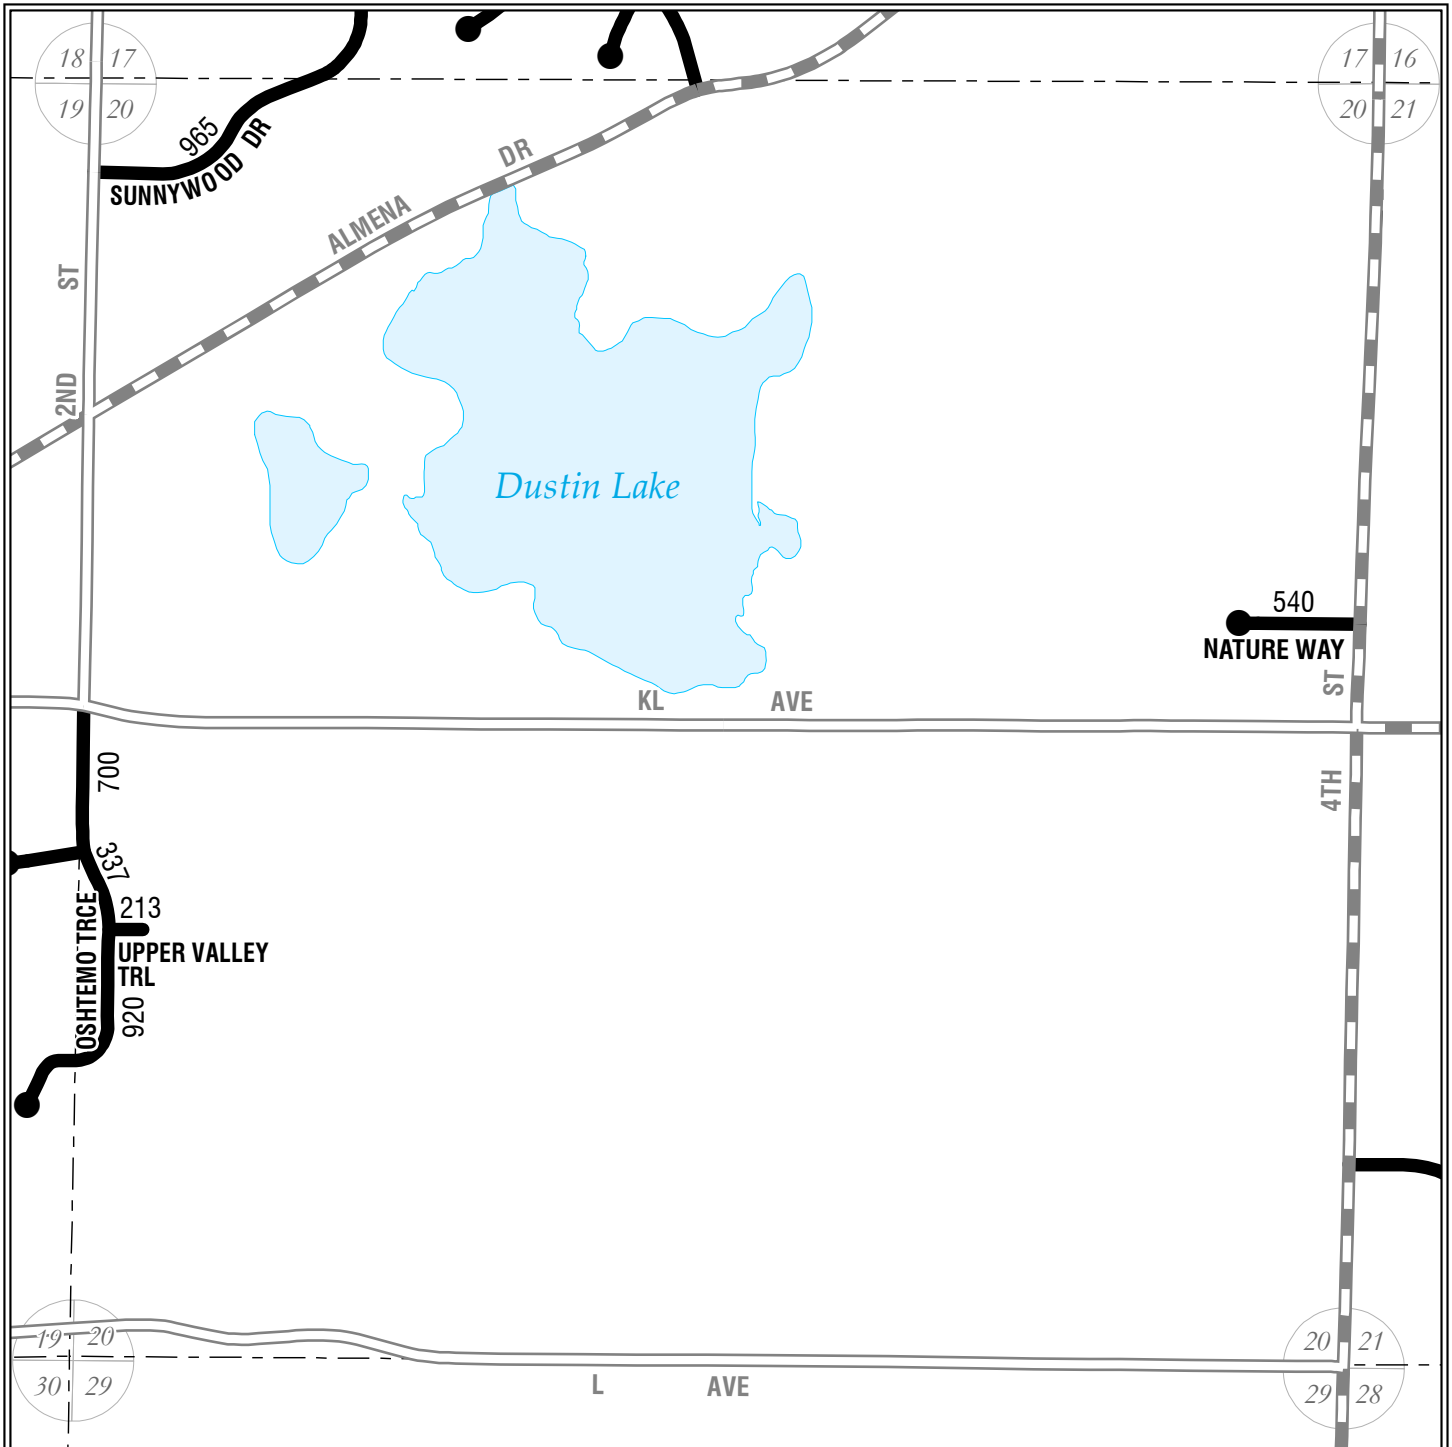 18 17
19 20
17 16
20 21
965
SUNNYWOOD DR
ALMENA DR
2ND ST
Dustin Lake
540
NATURE WAY
KL AVE
4TH ST
700
337
213
OSHTEMO TRCE
UPPER VALLEY
TRL
920
19 20
30 29
20 21
29 28
L AVE